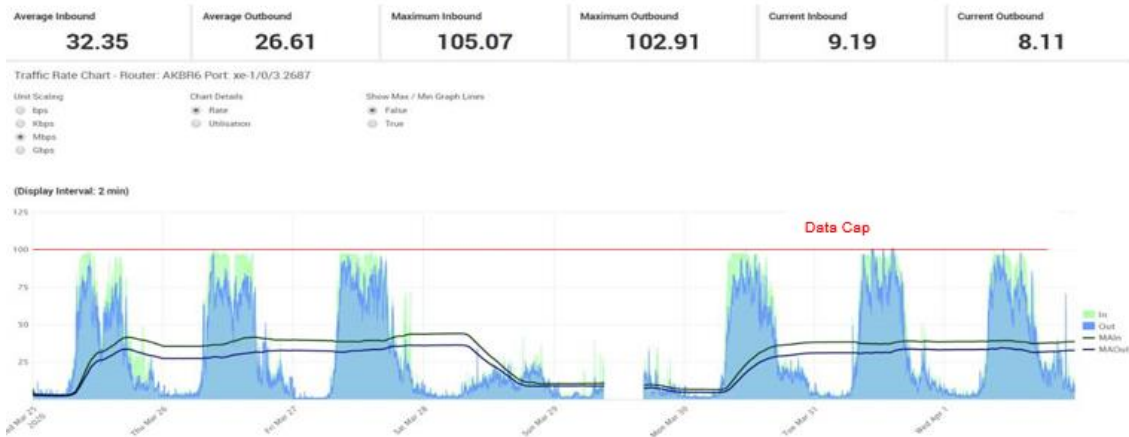 Average Inbound
32.35
Average Outbound
26.61
Maximum Inbound
105.07
Maximum Outbound
102.91
Current Inbound
9.19
Current Outbound
8.11
Traffic Rate Chart - Router: AKBR6 Port: xe-1/0/3.2687
Unit Scaling
bps
Kbps
Mbps
Gbps
Chart Details
Rate
Utilisation
Show Max / Min Graph Lines
False
True
(Display Interval: 2 min)
125
100
75
50
25
Data Cap
In
Out
MAIn
MAOut
d Mar 25
2020
Thu Mar 26
Fri Mar 27
Sat Mar 28
Sun Mar 29
Mon Mar 30
Tue Mar 31
Wed Apr 1